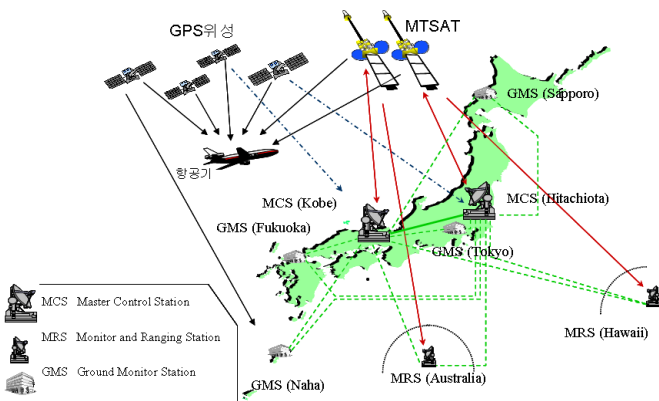 GPS위성
MTSAT
GMS (Sapporo)
항공기
MCS (Kobe)
MCS (Hitachiota)
GMS
(Fukuoka)
GMS (Tokyo)
MCS Master Control Station
MRS Monitor and Ranging Station
GMS Ground Monitor Station
MRS (Hawaii)
GMS (Naha)
MRS (Australia)